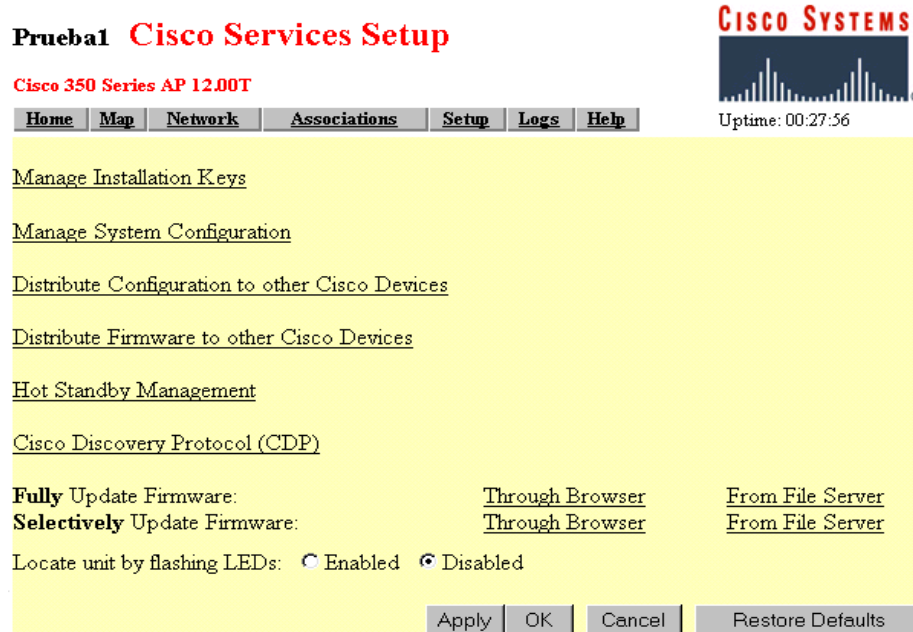 Prueba1 Cisco Services Setup
CISCO SYSTEMS
Cisco 350 Series AP 12.00T
Home Map Network Associations Setup Logs Help
Uptime: 00:27:56
Manage Installation Keys
Manage System Configuration
Distribute Configuration to other Cisco Devices
Distribute Firmware to other Cisco Devices
Hot Standby Management
Cisco Discovery Protocol (CDP)
Fully Update Firmware: Through Browser From File Server
Selectively Update Firmware: Through Browser From File Server
Locate unit by flashing LEDs: Enabled Disabled
Apply OK Cancel Restore Defaults